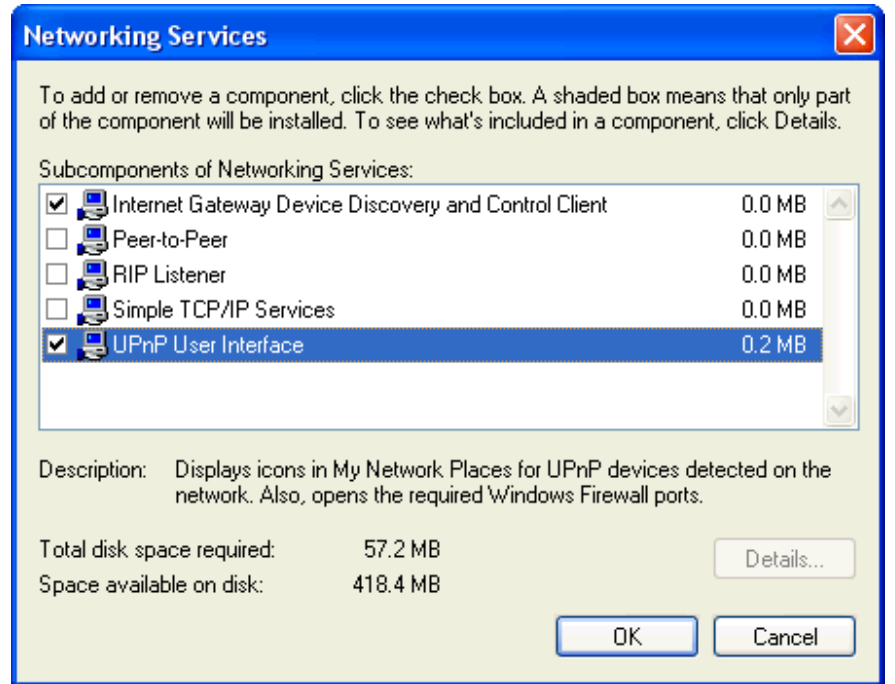 Networking Services
To add or remove a component, click the check box. A shaded box means that only part
of the component will be installed. To see what's included in a component, click Details.
Subcomponents of Networking Services:
Internet Gateway Device Discovery and Control Client 0.0 MB
Peer-to-Peer 0.0 MB
RIP Listener 0.0 MB
Simple TCP/IP Services 0.0 MB
UPnP User Interface 0.2 MB
Description: Displays icons in My Network Places for UPnP devices detected on the
network. Also, opens the required Windows Firewall ports.
Total disk space required: 57.2 MB
Details...
Space available on disk: 418.4 MB
OK Cancel